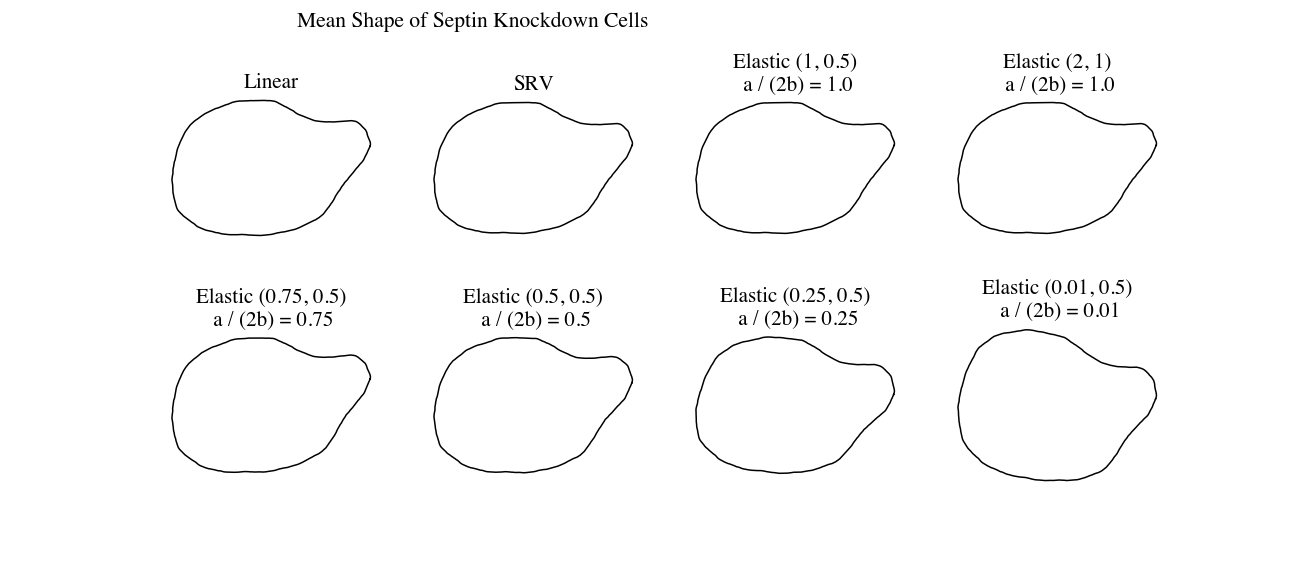 Mean Shape of Septin Knockdown Cells
Linear
SRV
Elastic (1, 0.5)
a / (2b) = 1.0
Elastic (2, 1)
a / (2b) = 1.0
Elastic (0.75, 0.5)
a / (2b) = 0.75
Elastic (0.5, 0.5)
a / (2b) = 0.5
Elastic (0.25, 0.5)
a / (2b) = 0.25
Elastic (0.01, 0.5)
a / (2b) = 0.01